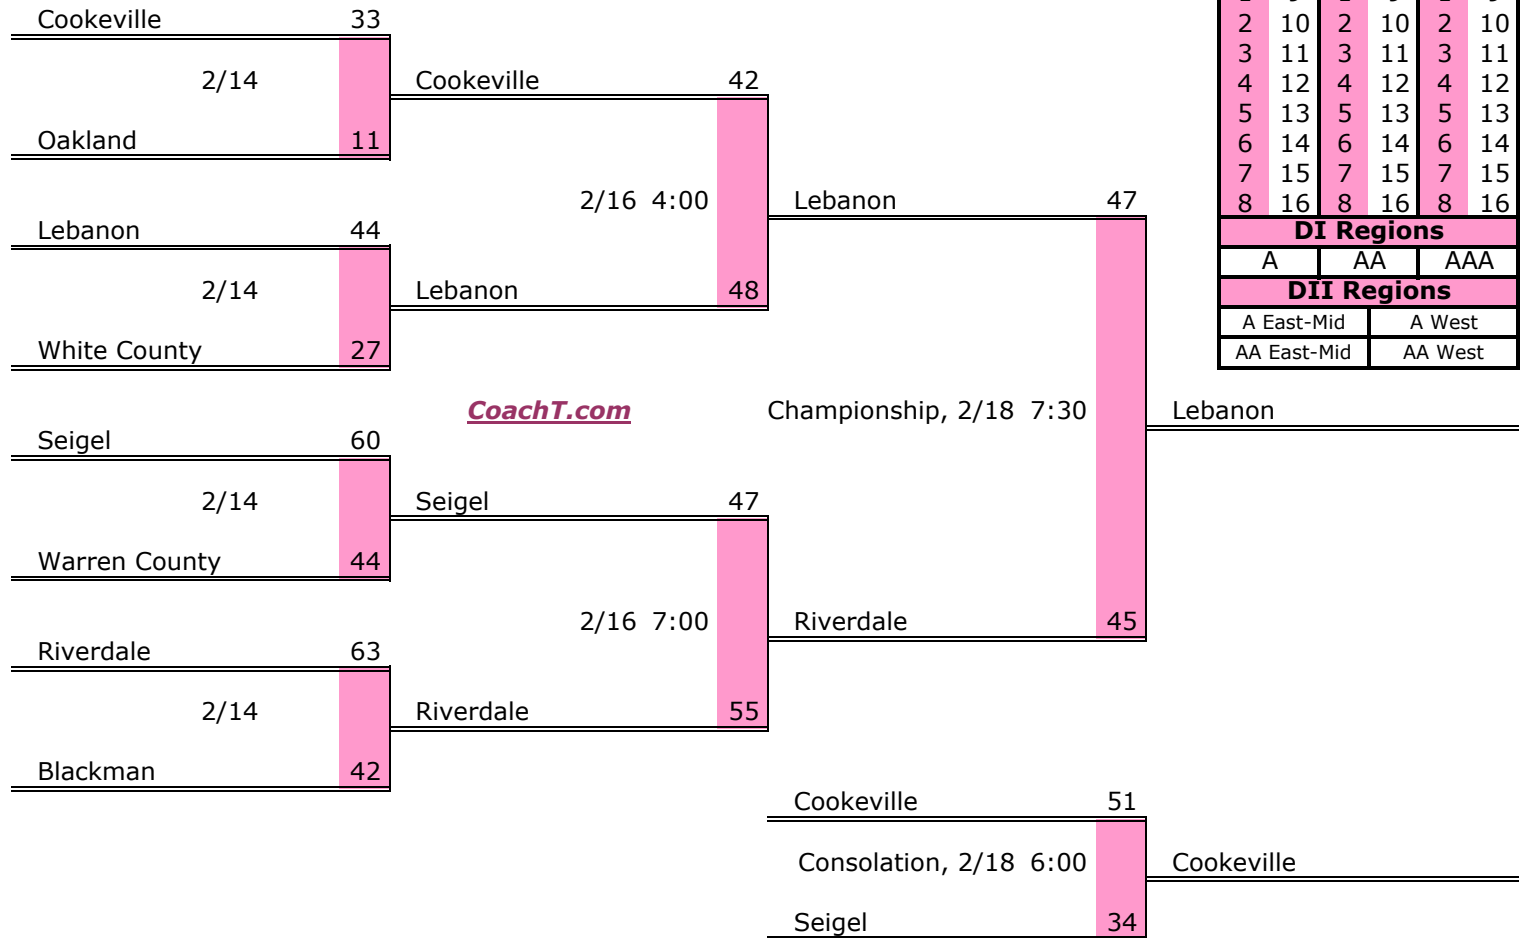 Cookeville 33
2/14
Oakland 11
Lebanon 44
2/14
White County 27
Seigel 60
2/14
Warren County 44
Riverdale 63
2/14
Blackman 42
Cookeville 42
2/16 4:00
Lebanon 48
CoachT.com
Seigel 47
2/16 7:00
Riverdale 55
Lebanon 47
Championship, 2/18 7:30
Riverdale 45
Lebanon
Cookeville 51
Consolation, 2/18 6:00
Seigel 34
Cookeville
2 10 2 10 2 10
3 11 3 11 3 11
4 12 4 12 4 12
5 13 5 13 5 13
6 14 6 14 6 14
7 15 7 15 7 15
8 16 8 16 8 16
DI Regions
A AA AAA
DII Regions
A East-Mid A West
AA East-Mid AA West